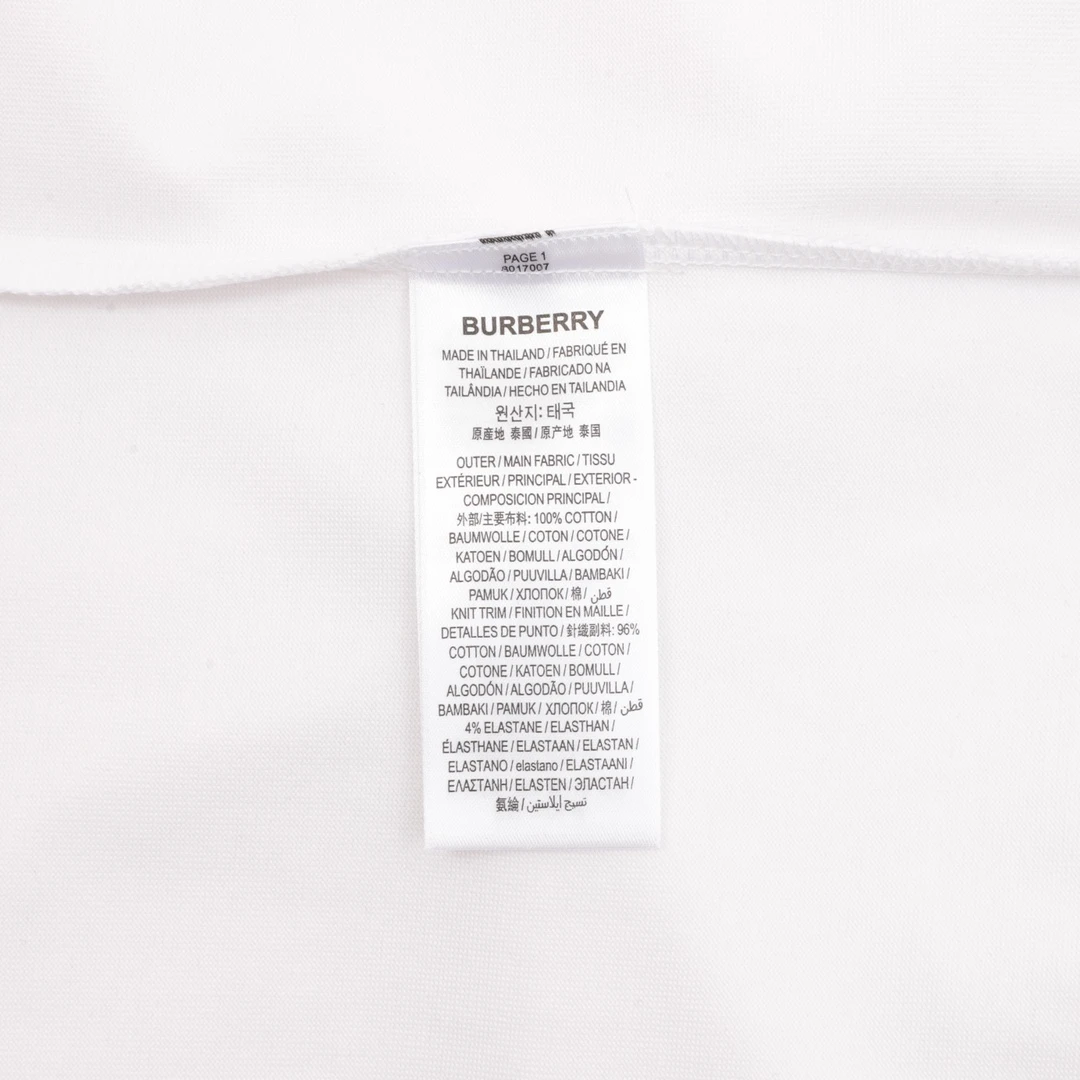 PAGE 1
8017007
BURBERRY
MADE IN THAILAND / FABRIQUÉ EN
THAÏLANDE / FABRICADO NA
TAILÂNDIA / HECHO EN TAILANDIA
원산지: 태국
原産地 泰國 / 原产地 泰国
OUTER / MAIN FABRIC / TISSU
EXTÉRIEUR / PRINCIPAL / EXTERIOR -
COMPOSICION PRINCIPAL /
外部/主要布料: 100% COTTON /
BAUMWOLLE / COTON / COTONE /
KATOEN / BOMULL / ALGODÓN /
ALGODÃO / PUUVILLA / BAMBAKI /
PAMUK / ХЛОПОК / 棉 / قطن
KNIT TRIM / FINITION EN MAILLE /
DETALLES DE PUNTO / 針織副料: 96%
COTTON / BAUMWOLLE / COTON /
COTONE / KATOEN / BOMULL /
ALGODÓN / ALGODÃO / PUUVILLA /
BAMBAKI / PAMUK / ХЛОПОК / 棉 / قطن
4% ELASTANE / ELASTHAN /
ÉLASTHANE / ELASTAAN / ELASTAN /
ELASTANO / elastano / ELASTAANI /
ΕΛΑΣΤΑΝΗ / ELASTEN / ЭЛАСТАН /
氨綸 / نسيج إيلاستين